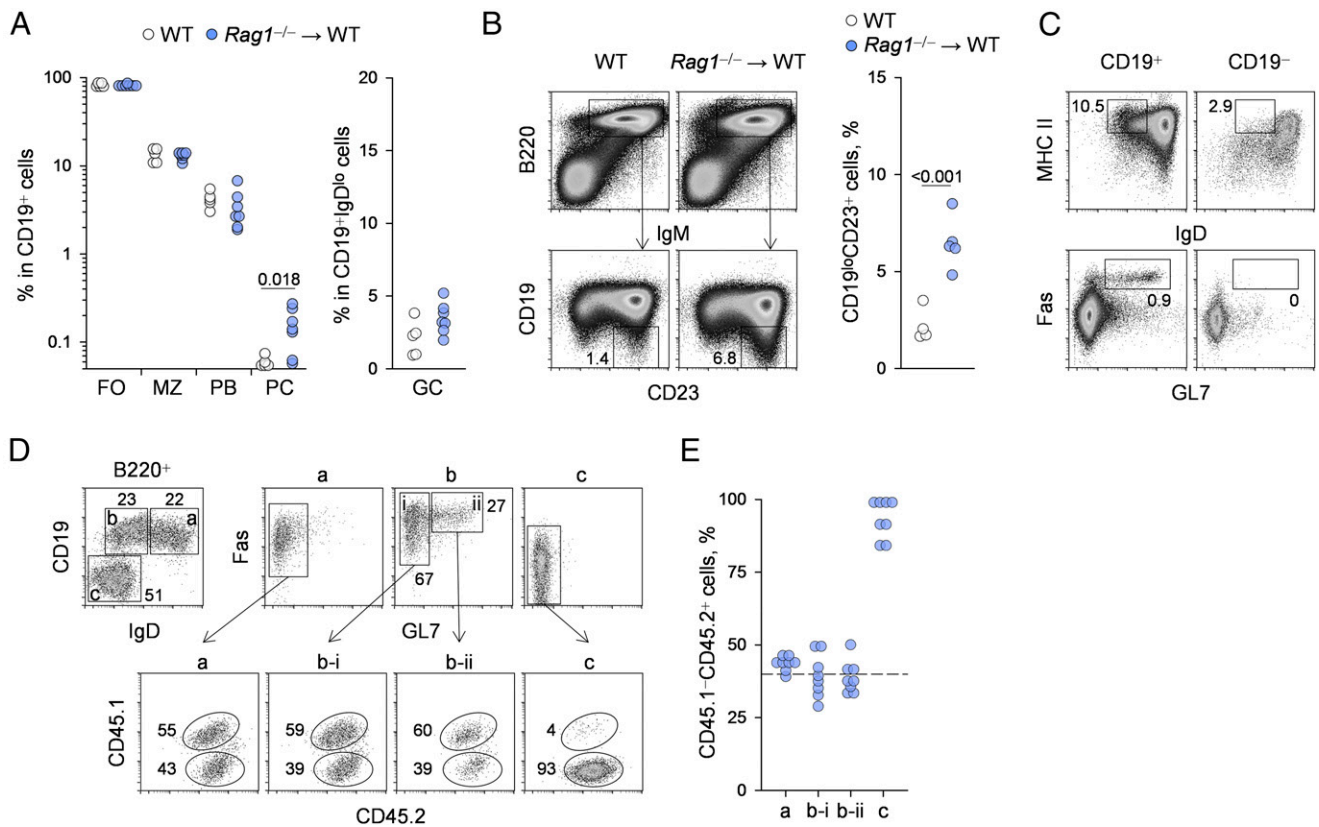 A
WT Rag1–/– → WT
% in CD19+ cells
100
10
1
0.1
0.018
FO MZ PB PC
% in CD19+IgDlo cells
20
15
10
5
0
GC
B
WT Rag1–/– → WT
B220
IgM
CD19
1.4
6.8
CD23
WT
Rag1–/– → WT
CD19loCD23+ cells, %
15
10
5
0
<0.001
C
CD19+ CD19–
MHC II
10.5
2.9
IgD
Fas
0.9
0
GL7
D
B220+
CD19
23 22
b a
c
51
IgD
a b c
Fas
i ii 27
67
GL7
a b-i b-ii c
CD45.1
55 59 60 4
43 39 39 93
CD45.2
E
CD45.1–CD45.2+ cells, %
100
75
50
25
0
a b-i b-ii c